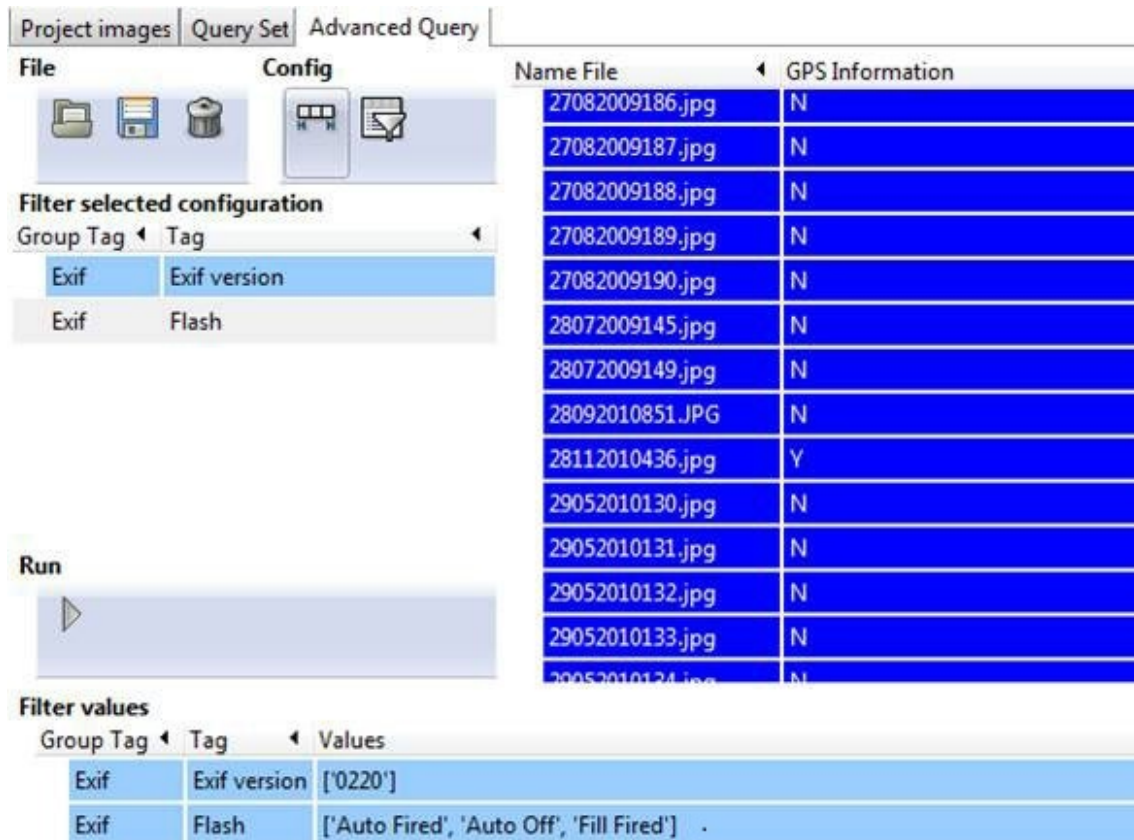 Project images Query Set Advanced Query
File Config
Filter selected configuration
Group Tag Tag
Exif Exif version
Exif Flash
Run
Name File GPS Information
27082009186.jpg N
27082009187.jpg N
27082009188.jpg N
27082009189.jpg N
27082009190.jpg N
28072009145.jpg N
28072009149.jpg N
28092010851.JPG N
28112010436.jpg Y
29052010130.jpg N
29052010131.jpg N
29052010132.jpg N
29052010133.jpg N
29052010134.jpg N
Filter values
Group Tag Tag Values
Exif Exif version ['0220']
Exif Flash ['Auto Fired', 'Auto Off', 'Fill Fired']